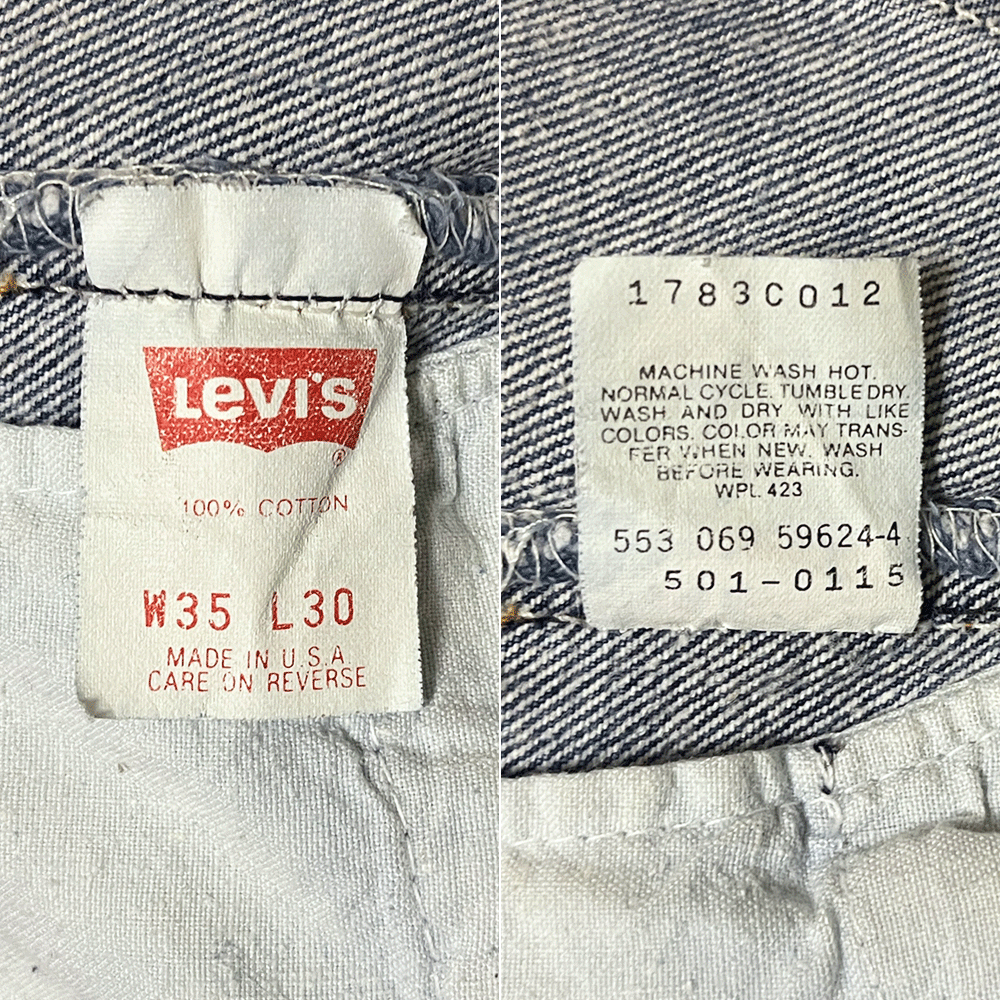 Levi's
®
100% COTTON
W35 L30
MADE IN U.S.A.
CARE ON REVERSE
1783C012
MACHINE WASH HOT.
NORMAL CYCLE. TUMBLE DRY.
WASH AND DRY WITH LIKE
COLORS. COLOR MAY TRANS-
FER WHEN NEW. WASH
BEFORE WEARING.
WPL 423
553 069 59624-4
501-0115